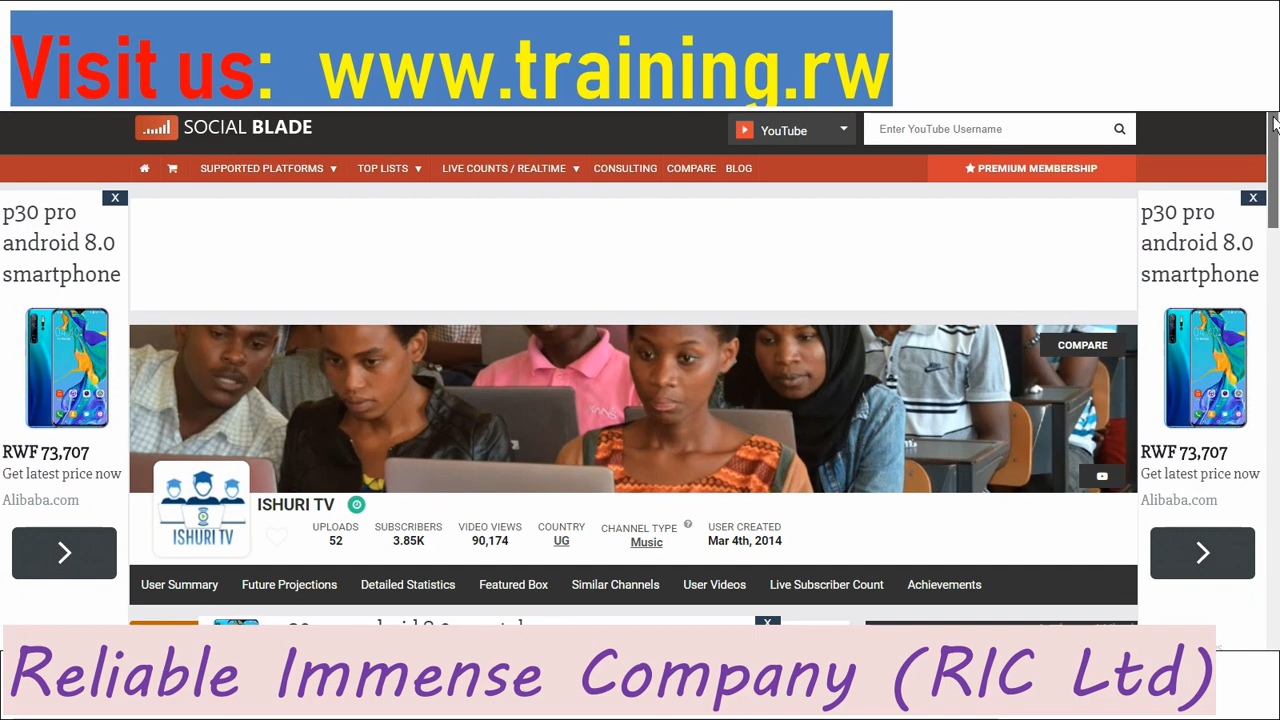 Visit us: www.training.rw
SOCIAL BLADE
YouTube
Enter YouTube Username
SUPPORTED PLATFORMS
TOP LISTS
LIVE COUNTS / REALTIME
CONSULTING
COMPARE
BLOG
PREMIUM MEMBERSHIP
X
p30 pro
android 8.0
smartphone
RWF 73,707
Get latest price now
Alibaba.com
X
p30 pro
android 8.0
smartphone
RWF 73,707
Get latest price now
Alibaba.com
COMPARE
ISHURI TV
ISHURI TV
UPLOADS
52
SUBSCRIBERS
3.85K
VIDEO VIEWS
90,174
COUNTRY
UG
CHANNEL TYPE
Music
USER CREATED
Mar 4th, 2014
User Summary
Future Projections
Detailed Statistics
Featured Box
Similar Channels
User Videos
Live Subscriber Count
Achievements
X
Reliable Immense Company (RIC Ltd)